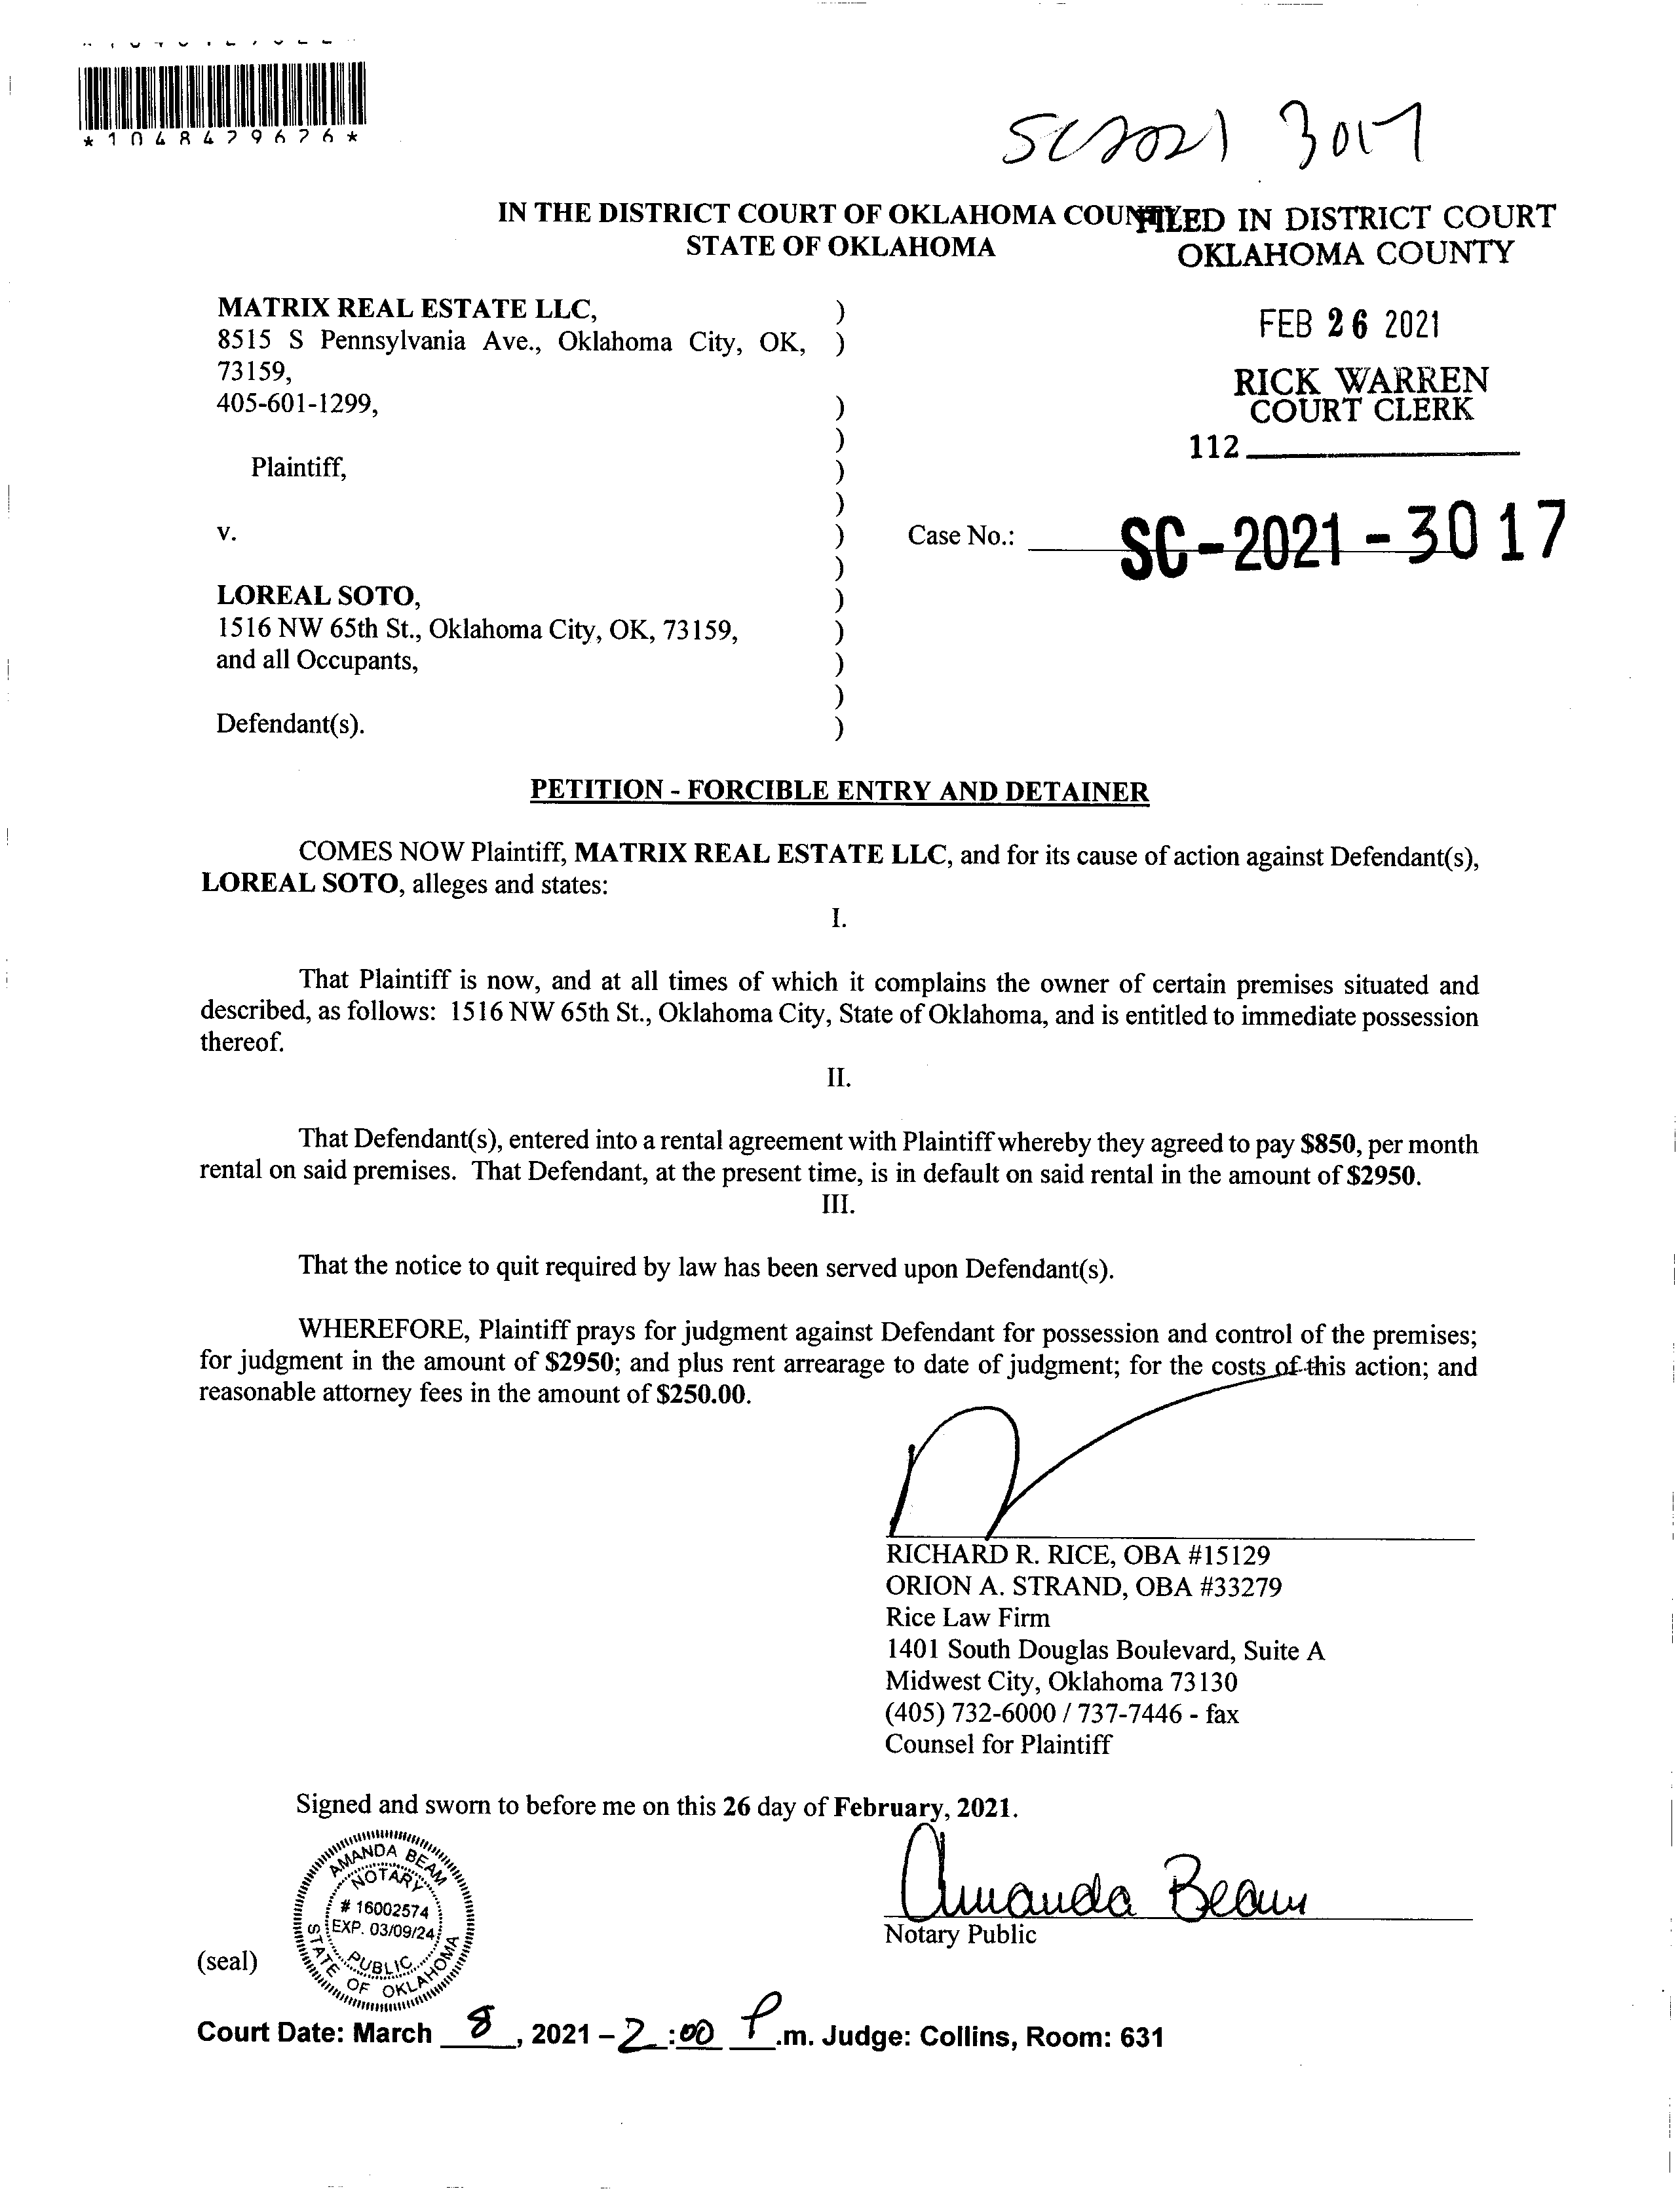 *1048479676*
SC2021 3017
IN THE DISTRICT COURT OF OKLAHOMA COUNTY
STATE OF OKLAHOMA
FILED IN DISTRICT COURT
OKLAHOMA COUNTY
FEB 26 2021
RICK WARREN
COURT CLERK
112
MATRIX REAL ESTATE LLC, )
8515 S Pennsylvania Ave., Oklahoma City, OK, )
73159,
405-601-1299, )
)
Plaintiff, )
)
v. ) Case No.: SC-2021-3017
)
LOREAL SOTO, )
1516 NW 65th St., Oklahoma City, OK, 73159, )
and all Occupants, )
)
Defendant(s). )
PETITION - FORCIBLE ENTRY AND DETAINER
COMES NOW Plaintiff, MATRIX REAL ESTATE LLC, and for its cause of action against Defendant(s),
LOREAL SOTO, alleges and states:
I.
That Plaintiff is now, and at all times of which it complains the owner of certain premises situated and
described, as follows: 1516 NW 65th St., Oklahoma City, State of Oklahoma, and is entitled to immediate possession
thereof.
II.
That Defendant(s), entered into a rental agreement with Plaintiff whereby they agreed to pay $850, per month
rental on said premises. That Defendant, at the present time, is in default on said rental in the amount of $2950.
III.
That the notice to quit required by law has been served upon Defendant(s).
WHEREFORE, Plaintiff prays for judgment against Defendant for possession and control of the premises;
for judgment in the amount of $2950; and plus rent arrearage to date of judgment; for the costs of this action; and
reasonable attorney fees in the amount of $250.00.
RICHARD R. RICE, OBA #15129
ORION A. STRAND, OBA #33279
Rice Law Firm
1401 South Douglas Boulevard, Suite A
Midwest City, Oklahoma 73130
(405) 732-6000 / 737-7446 - fax
Counsel for Plaintiff
Signed and sworn to before me on this 26 day of February, 2021.
Amanda Beam
Notary Public
AMANDA BEAM
NOTARY
# 16002574
EXP. 03/09/24
PUBLIC
STATE OF OKLAHOMA
(seal)
Court Date: March 8, 2021 - 2:00 P.m. Judge: Collins, Room: 631